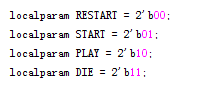 localparam RESTART = 2'b00;
localparam START = 2'b01;
localparam PLAY = 2'b10;
localparam DIE = 2'b11;